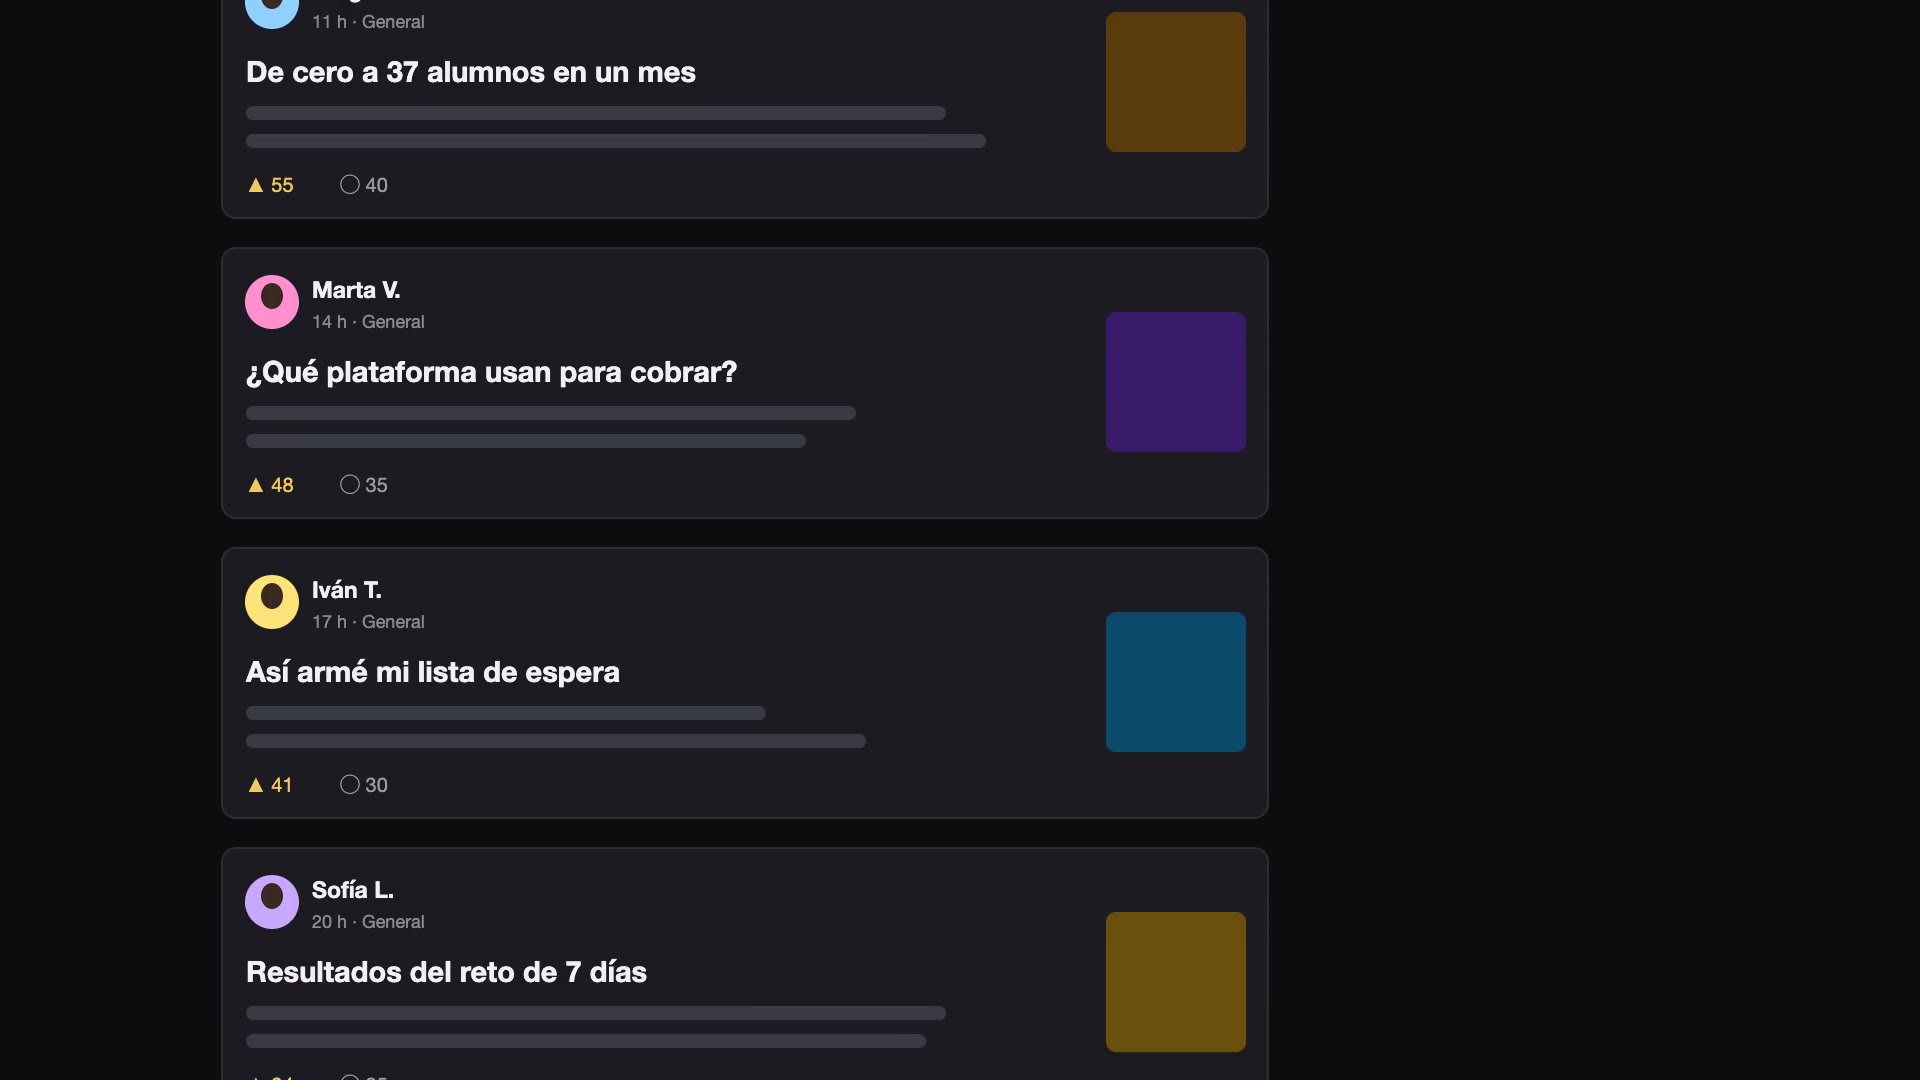 11 h · General
De cero a 37 alumnos en un mes
▲ 55 ◯ 40
Marta V.
14 h · General
¿Qué plataforma usan para cobrar?
▲ 48 ◯ 35
Iván T.
17 h · General
Así armé mi lista de espera
▲ 41 ◯ 30
Sofía L.
20 h · General
Resultados del reto de 7 días